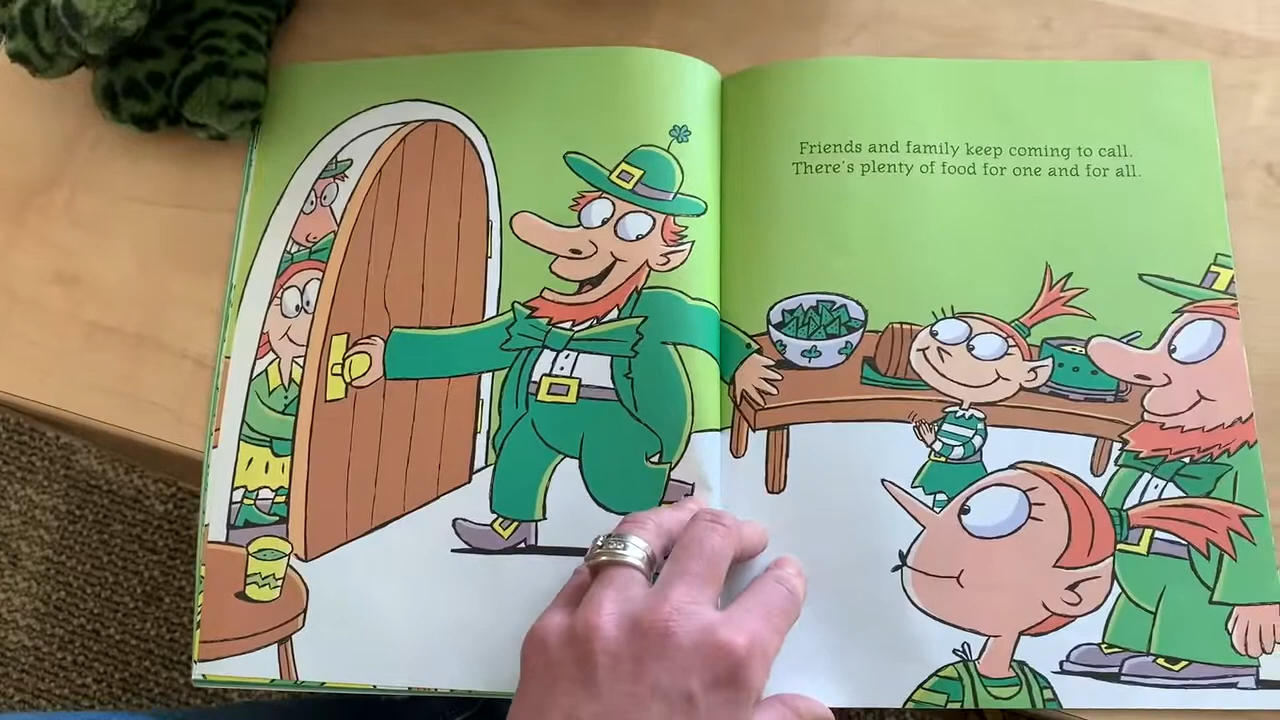 Friends and family keep coming to call.
There's plenty of food for one and for all.